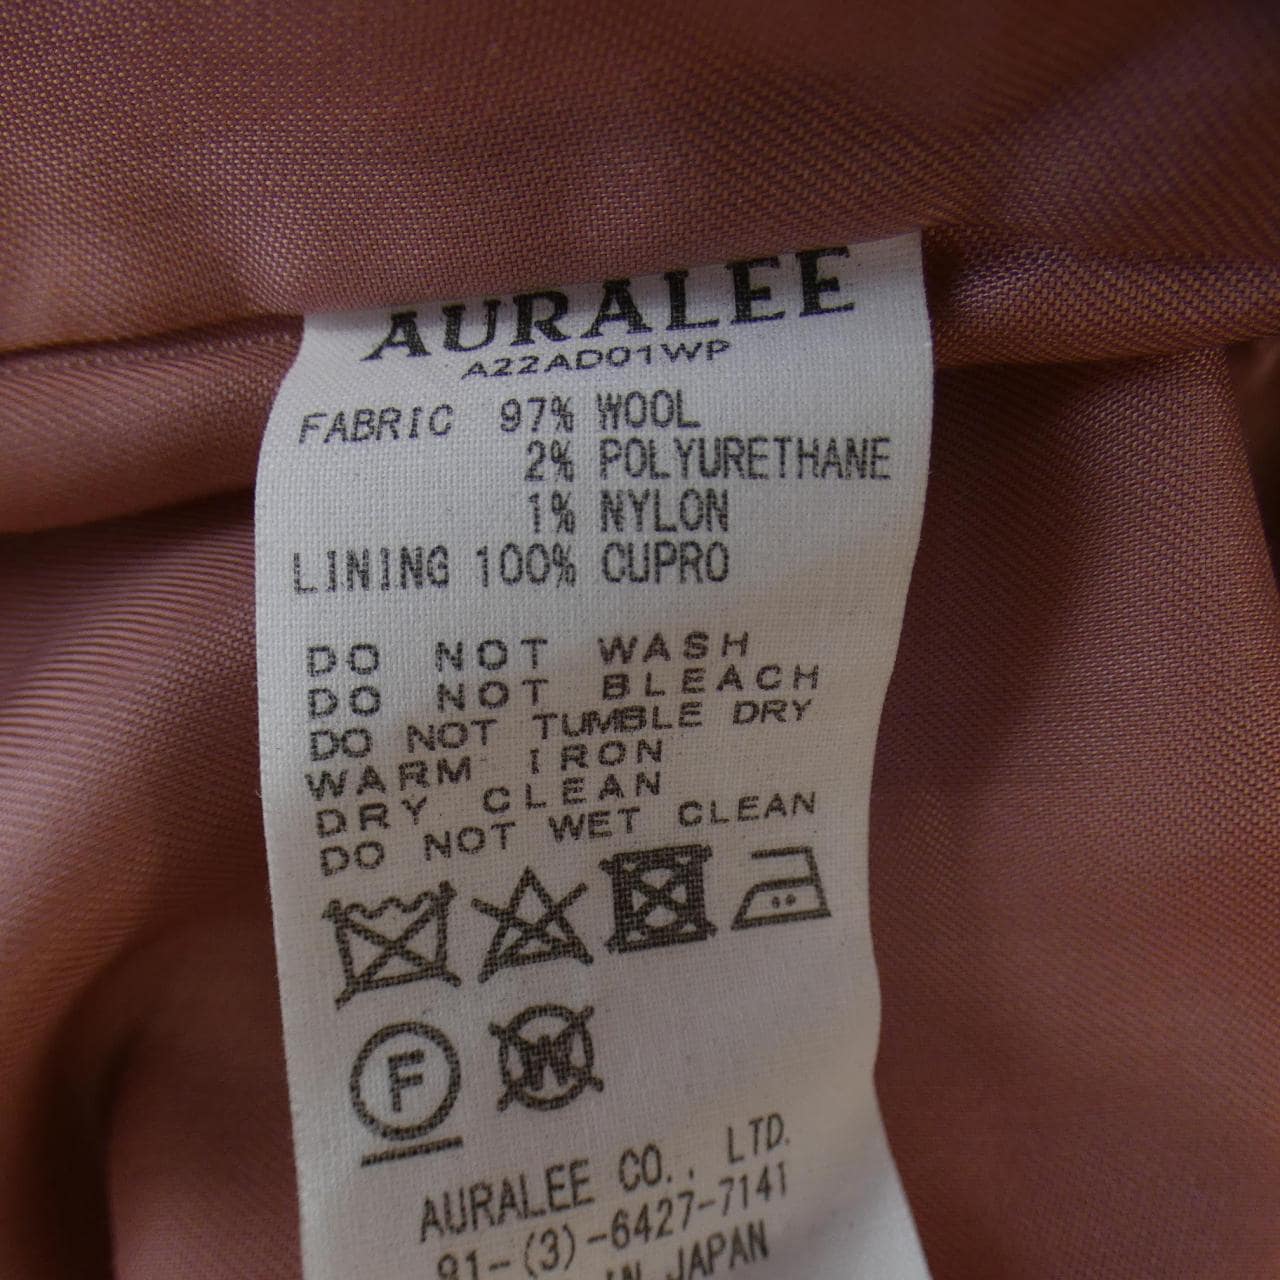 AURALEE
A22AD01WP
FABRIC 97% WOOL
2% POLYURETHANE
1% NYLON
LINING 100% CUPRO
DO NOT WASH
DO NOT BLEACH
DO NOT TUMBLE DRY
WARM IRON
DRY CLEAN
DO NOT WET CLEAN
F W
AURALEE CO., LTD.
91-(3)-6427-7141
IN JAPAN